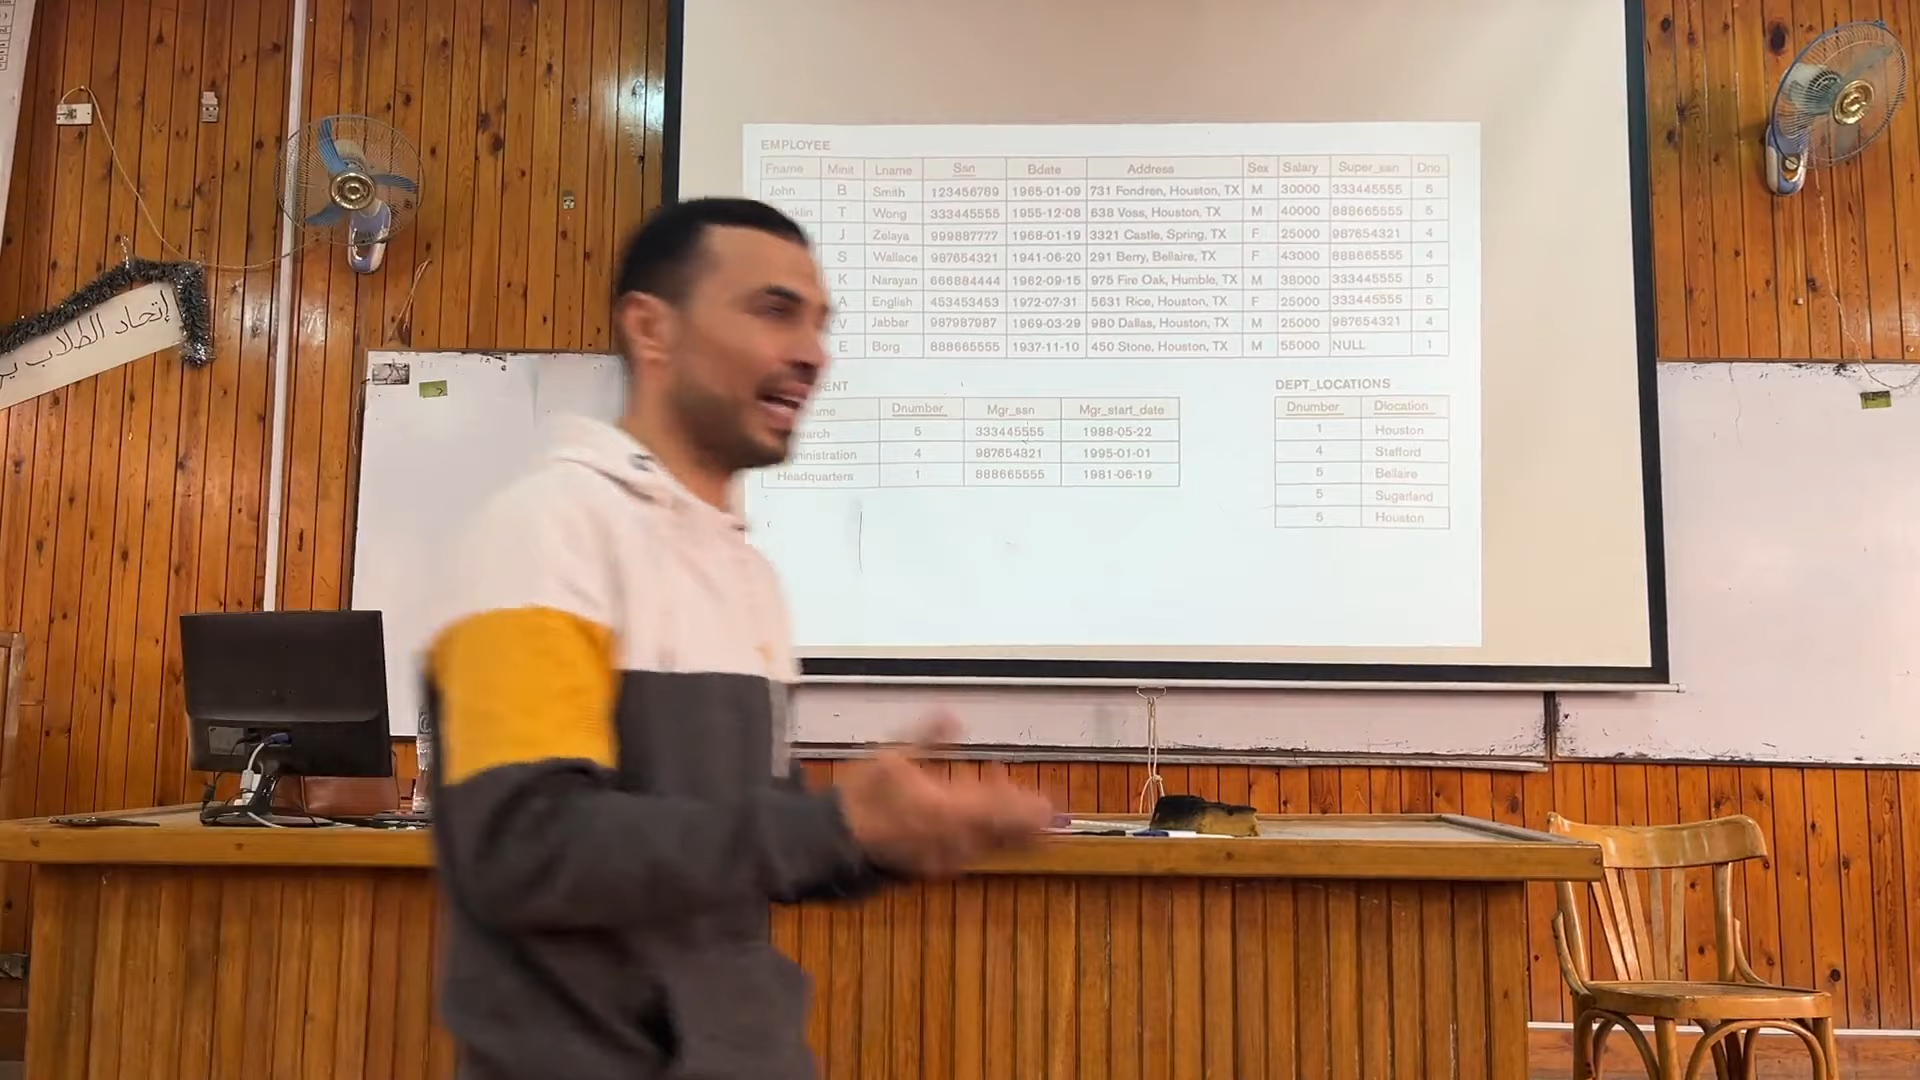 EMPLOYEE
Fname Minit Lname Ssn Bdate Address Sex Salary Super_ssn Dno
John B Smith 123456789 1965-01-09 731 Fondren, Houston, TX M 30000 333445555 5
nklin T Wong 333445555 1955-12-08 638 Voss, Houston, TX M 40000 888665555 5
J Zelaya 999887777 1968-01-19 3321 Castle, Spring, TX F 25000 987654321 4
S Wallace 987654321 1941-06-20 291 Berry, Bellaire, TX F 43000 888665555 4
K Narayan 666884444 1962-09-15 975 Fire Oak, Humble, TX M 38000 333445555 5
A English 453453453 1972-07-31 5631 Rice, Houston, TX F 25000 333445555 5
V Jabbar 987987987 1969-03-29 980 Dallas, Houston, TX M 25000 987654321 4
E Borg 888665555 1937-11-10 450 Stone, Houston, TX M 55000 NULL 1
ENT
ame Dnumber Mgr_ssn Mgr_start_date
earch 5 333445555 1988-05-22
ministration 4 987654321 1995-01-01
Headquarters 1 888665555 1981-06-19
DEPT_LOCATIONS
Dnumber Dlocation
1 Houston
4 Stafford
5 Bellaire
5 Sugarland
5 Houston
إتحاد الطلاب